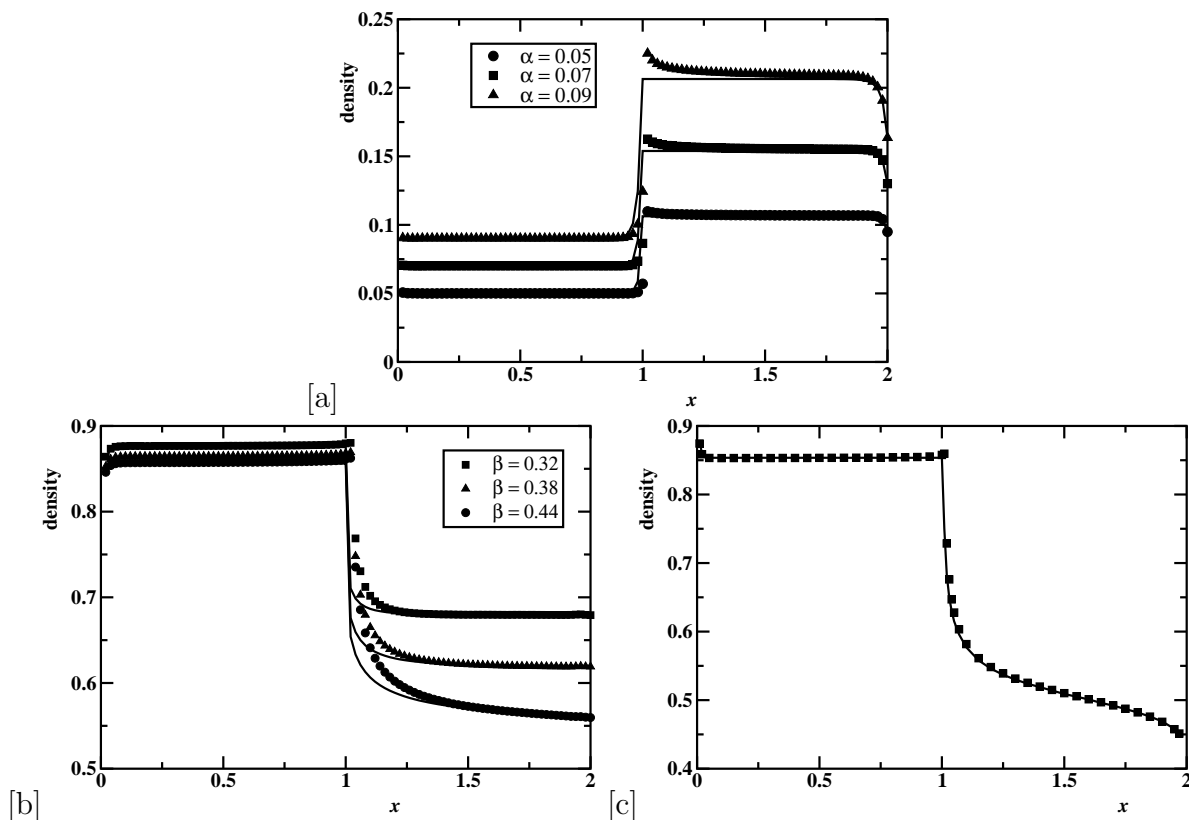 0.25
0.2
0.15
0.1
0.05
0
density
α = 0.05
α = 0.07
α = 0.09
0 0.5 1 1.5 2
x
[a]
0.9
0.8
0.7
0.6
0.5
density
β = 0.32
β = 0.38
β = 0.44
0 0.5 1 1.5 2
x
[b]
0.9
0.8
0.7
0.6
0.5
0.4
density
0 0.5 1 1.5 2
x
[c]